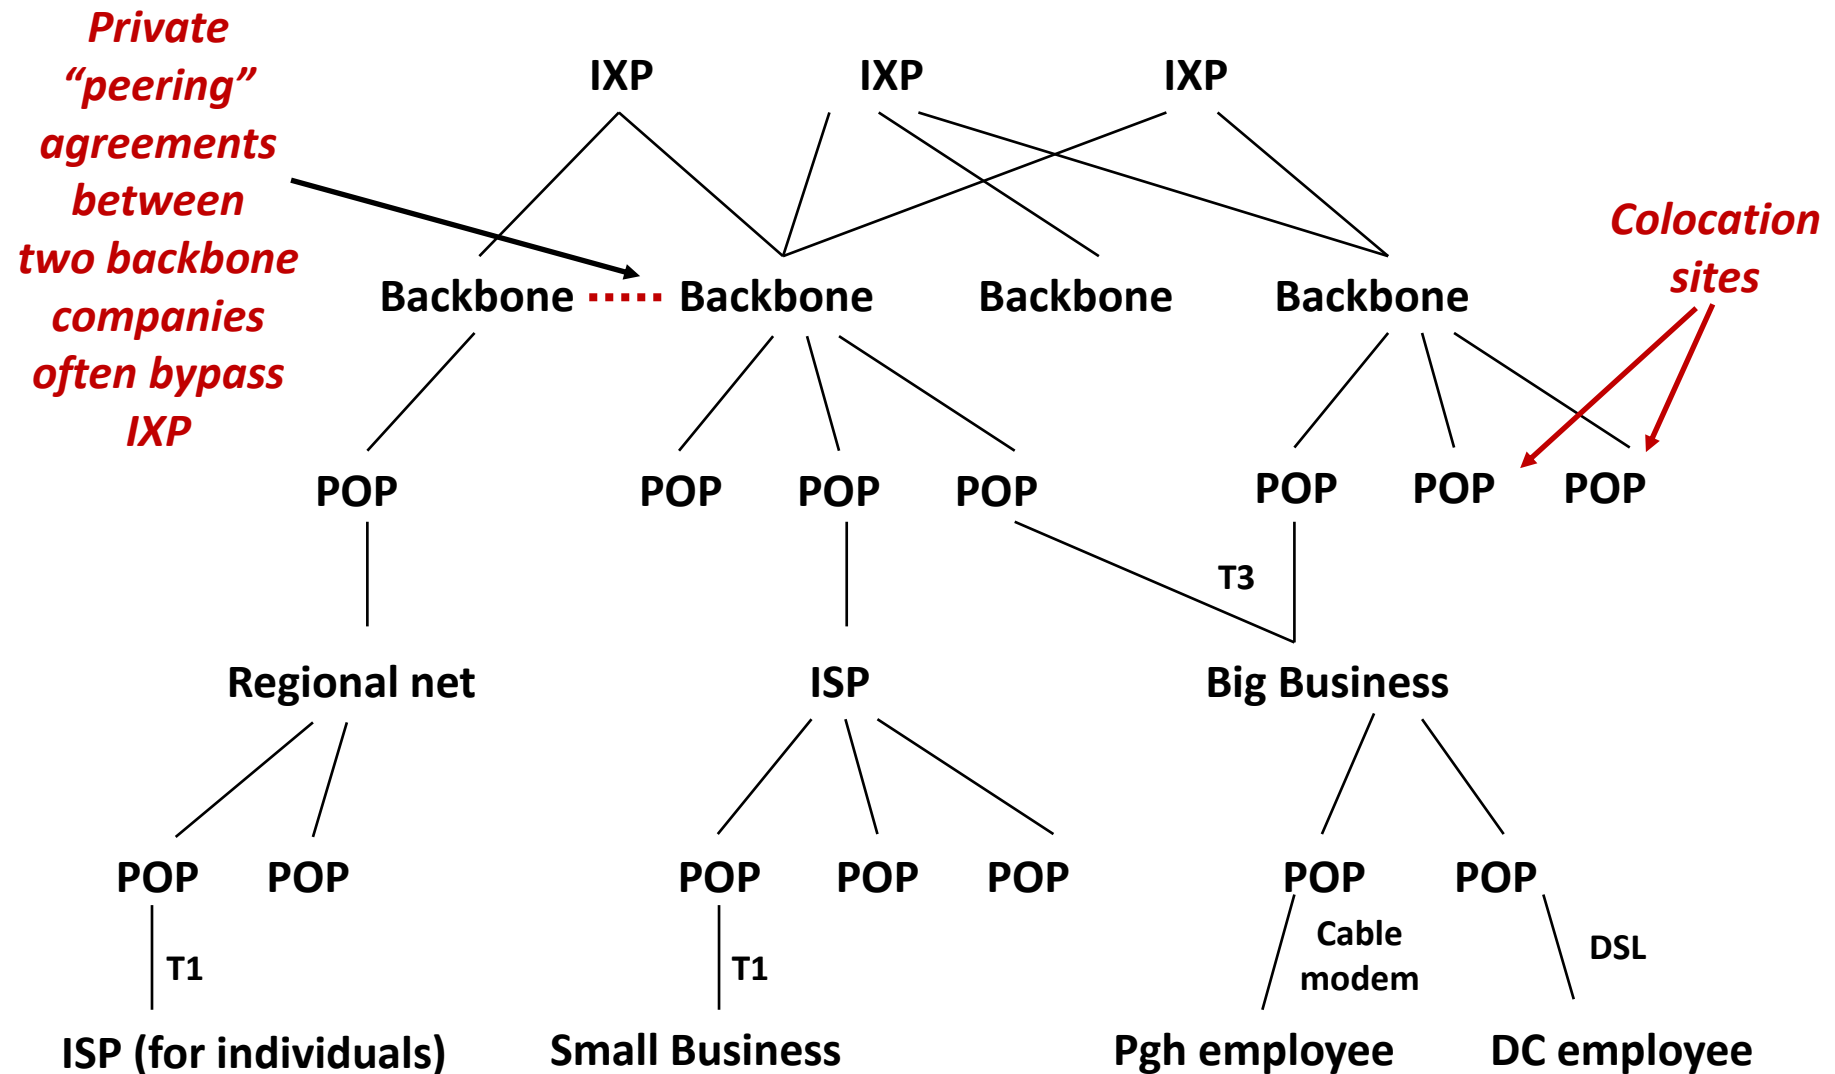 Private
“peering”
agreements
between
two backbone
companies
often bypass
IXP
IXP IXP IXP
Colocation
sites
Backbone Backbone Backbone Backbone
POP POP POP POP POP POP POP
T3
Regional net ISP Big Business
POP POP POP POP POP POP POP
Cable
modem
DSL
T1 T1
ISP (for individuals) Small Business Pgh employee DC employee